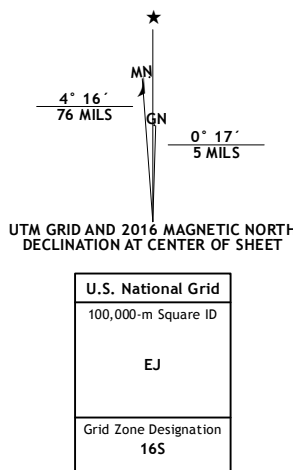 MN
GN
4° 16´
76 MILS
0° 17´
5 MILS
UTM GRID AND 2016 MAGNETIC NORTH
DECLINATION AT CENTER OF SHEET
U.S. National Grid
100,000-m Square ID
EJ
Grid Zone Designation
16S